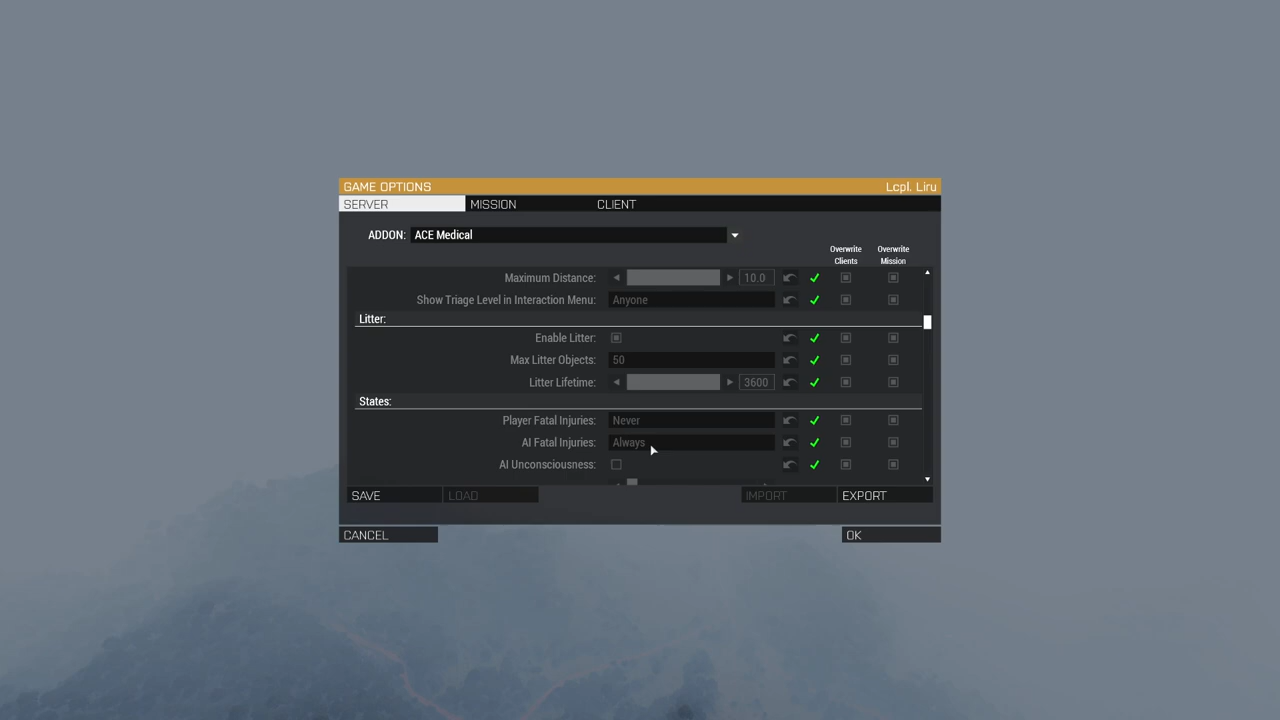 GAME OPTIONS Lcpl. Liru
SERVER MISSION CLIENT
ADDON: ACE Medical
Overwrite Clients Overwrite Mission
Maximum Distance: 10.0
Show Triage Level in Interaction Menu: Anyone
Litter:
Enable Litter:
Max Litter Objects: 50
Litter Lifetime: 3600
States:
Player Fatal Injuries: Never
AI Fatal Injuries: Always
AI Unconsciousness:
SAVE LOAD IMPORT EXPORT
CANCEL OK